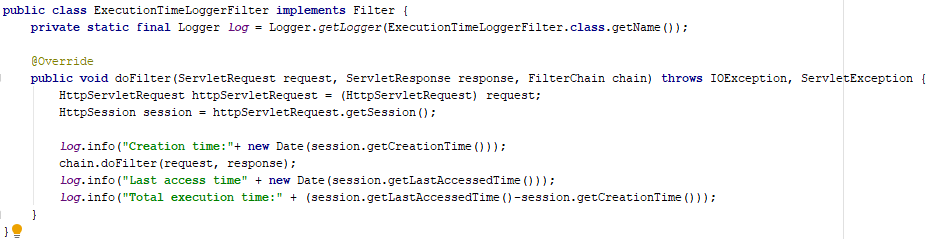 public class ExecutionTimeLoggerFilter implements Filter {
    private static final Logger log = Logger.getLogger(ExecutionTimeLoggerFilter.class.getName());
    @Override
    public void doFilter(ServletRequest request, ServletResponse response, FilterChain chain) throws IOException, ServletException {
        HttpServletRequest httpServletRequest = (HttpServletRequest) request;
        HttpSession session = httpServletRequest.getSession();
        log.info("Creation time:"+ new Date(session.getCreationTime()));
        chain.doFilter(request, response);
        log.info("Last access time" + new Date(session.getLastAccessedTime()));
        log.info("Total execution time:" + (session.getLastAccessedTime()-session.getCreationTime()));
    }
}